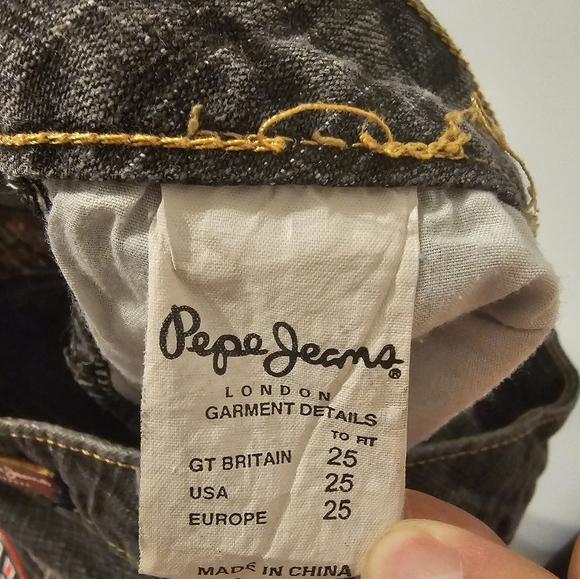 Pepe Jeans®
LONDON
GARMENT DETAILS
TO FIT
GT BRITAIN 25
USA 25
EUROPE 25
MADE IN CHINA